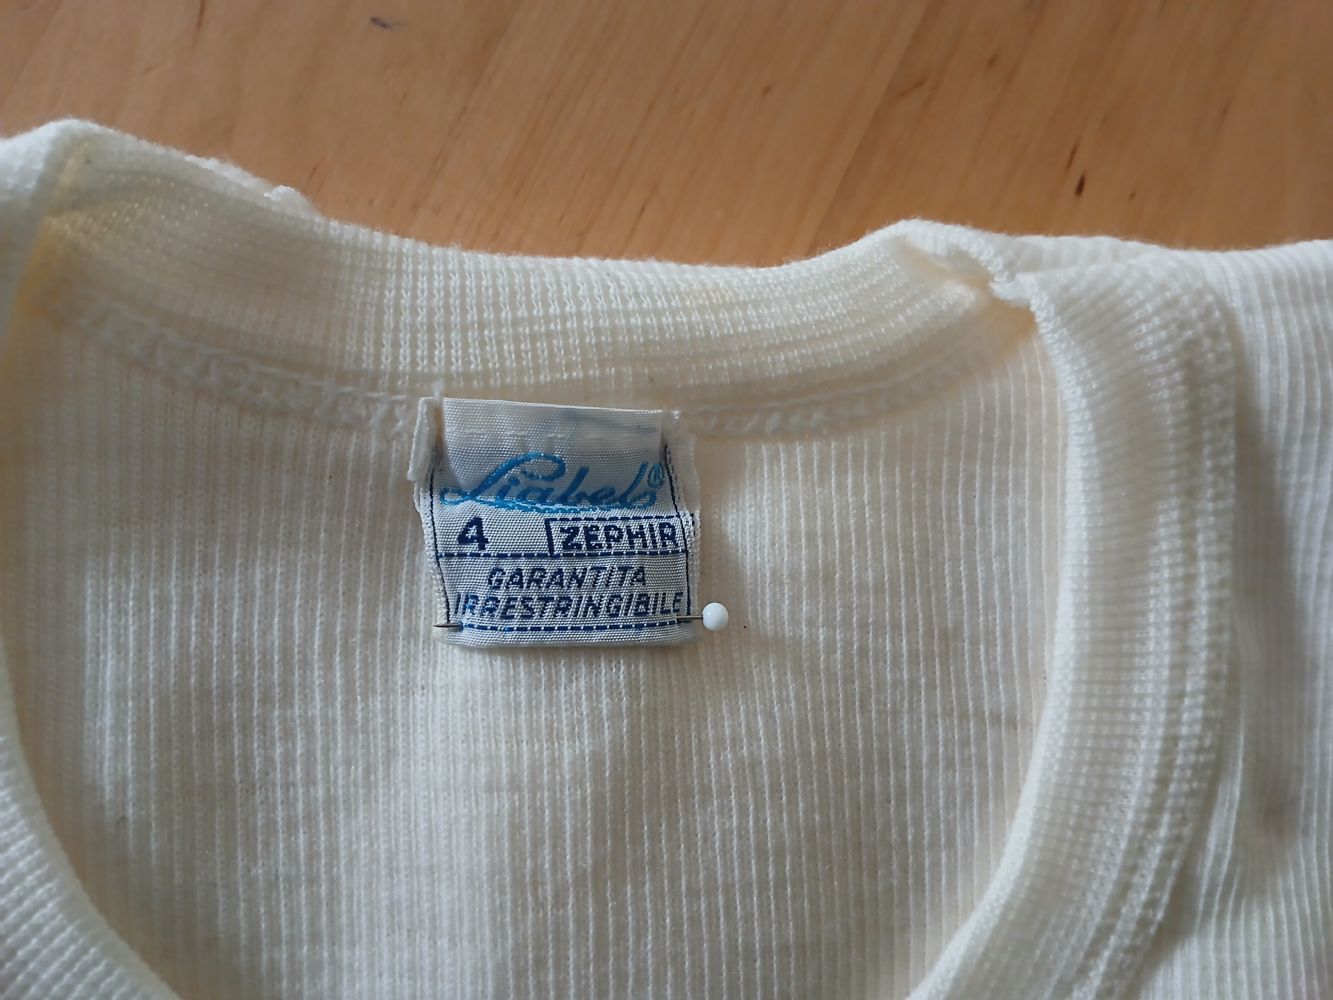 Liabel®
4 ZEPHIR
GARANTITA
IRRESTRINGIBILE